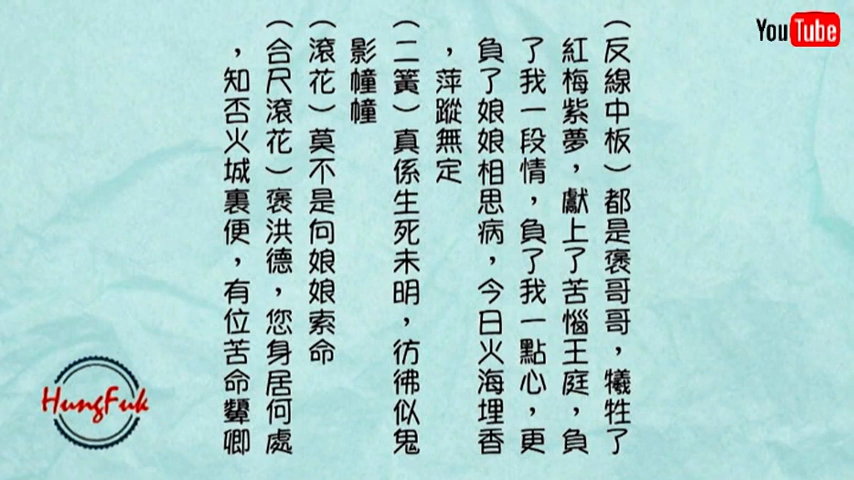 （反線中板）都是褒哥哥，犧牲了
紅梅紫夢，獻上了苦惱王庭，負
了我一段情，負了我一點心，更
負了娘娘相思病，今日火海埋香
，萍蹤無定
（二簧）真係生死未明，彷彿似鬼
影幢幢
（滾花）莫不是向娘娘索命
（合尺滾花）褒洪德，您身居何處
，知否火城裏便，有位苦命顰卿
YouTube
HungFuk